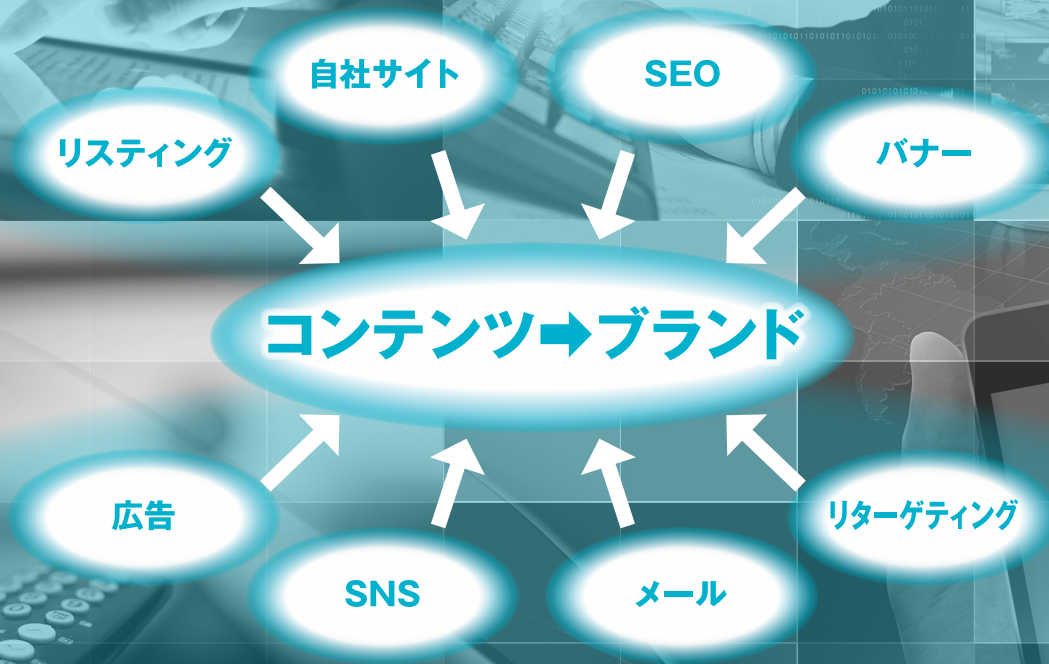 自社サイト
SEO
リスティング
バナー
コンテンツ➡ブランド
広告
リターゲティング
SNS
メール